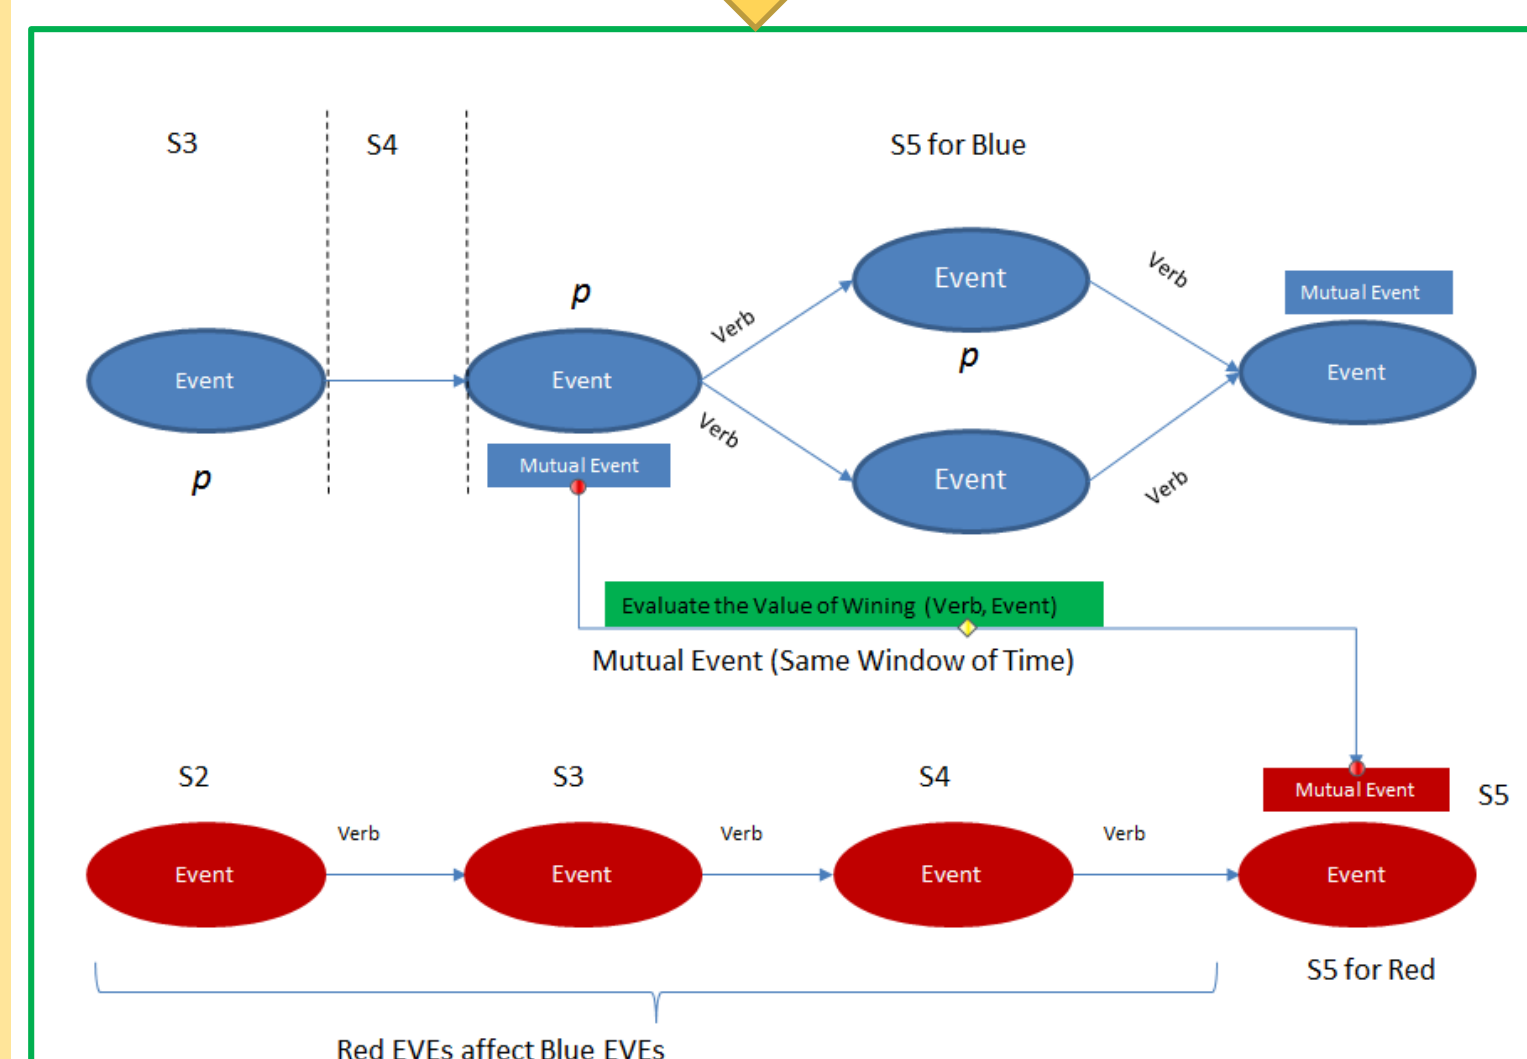 S3
S4
S5 for Blue
Event
Verb
Verb
Mutual Event
p
Verb
p
Event
Event
Event
Verb
p
Mutual Event
Event
Verb
Evaluate the Value of Wining (Verb, Event)
Mutual Event (Same Window of Time)
S2
S3
S4
Mutual Event
S5
Verb
Verb
Verb
Event
Event
Event
Event
S5 for Red
Red EVEs affect Blue EVEs